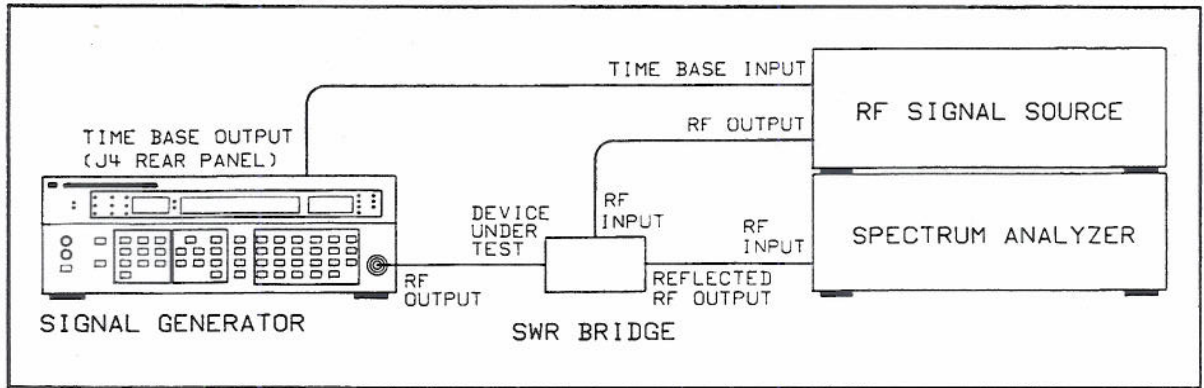 TIME BASE INPUT
RF SIGNAL SOURCE
RF OUTPUT
TIME BASE OUTPUT
(J4 REAR PANEL)
DEVICE
UNDER
TEST
RF
INPUT
RF
INPUT
SPECTRUM ANALYZER
RF
OUTPUT
REFLECTED
RF OUTPUT
SIGNAL GENERATOR
SWR BRIDGE